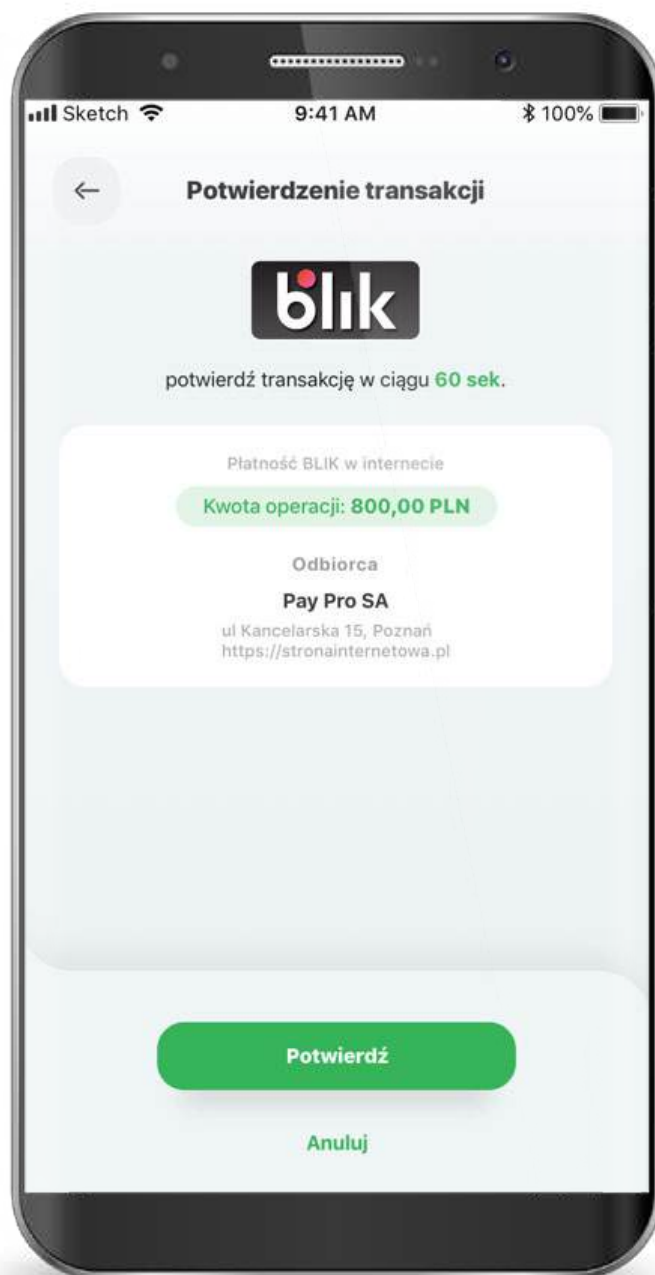 Sketch 9:41 AM 100%
Potwierdzenie transakcji
blik
potwierdź transakcję w ciągu 60 sek.
Płatność BLIK w internecie
Kwota operacji: 800,00 PLN
Odbiorca
Pay Pro SA
ul Kancelarska 15, Poznań
https://stronainternetowa.pl
Potwierdź
Anuluj